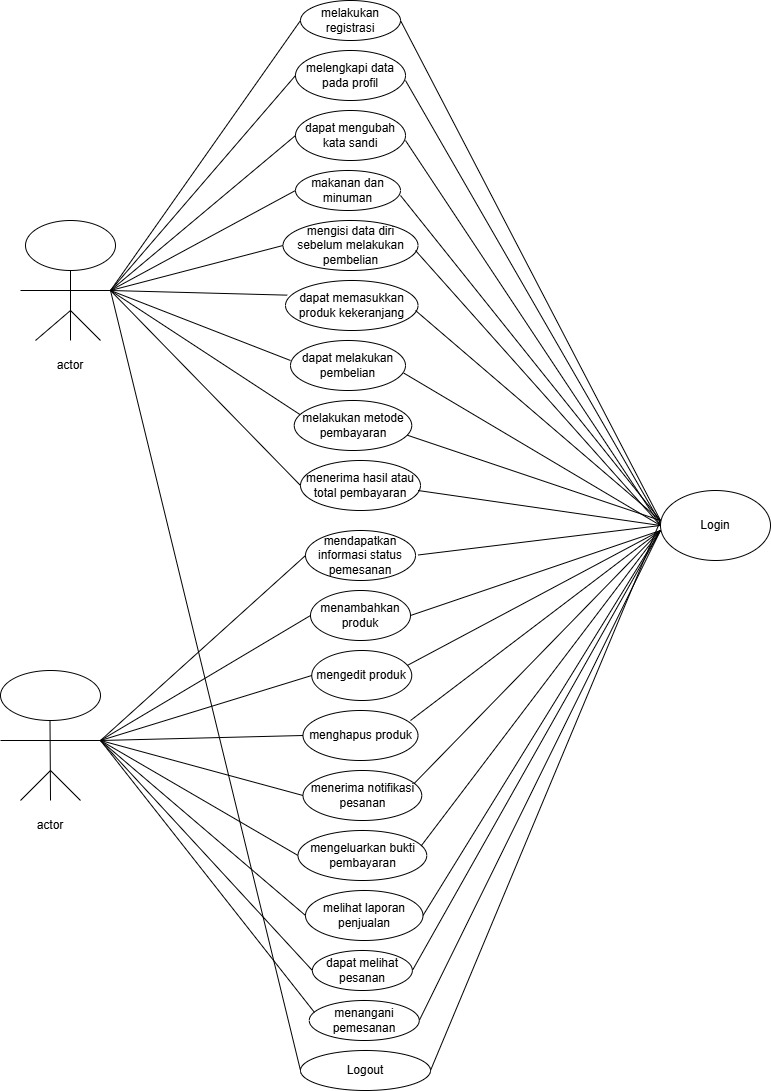 melakukan
registrasi
melengkapi data
pada profil
dapat mengubah
kata sandi
makanan dan
minuman
mengisi data diri
sebelum melakukan
pembelian
dapat memasukkan
produk kekeranjang
actor
dapat melakukan
pembelian
melakukan metode
pembayaran
menerima hasil atau
total pembayaran
Login
mendapatkan
informasi status
pemesanan
menambahkan
produk
mengedit produk
menghapus produk
menerima notifikasi
pesanan
actor
mengeluarkan bukti
pembayaran
melihat laporan
penjualan
dapat melihat
pesanan
menangani
pemesanan
Logout